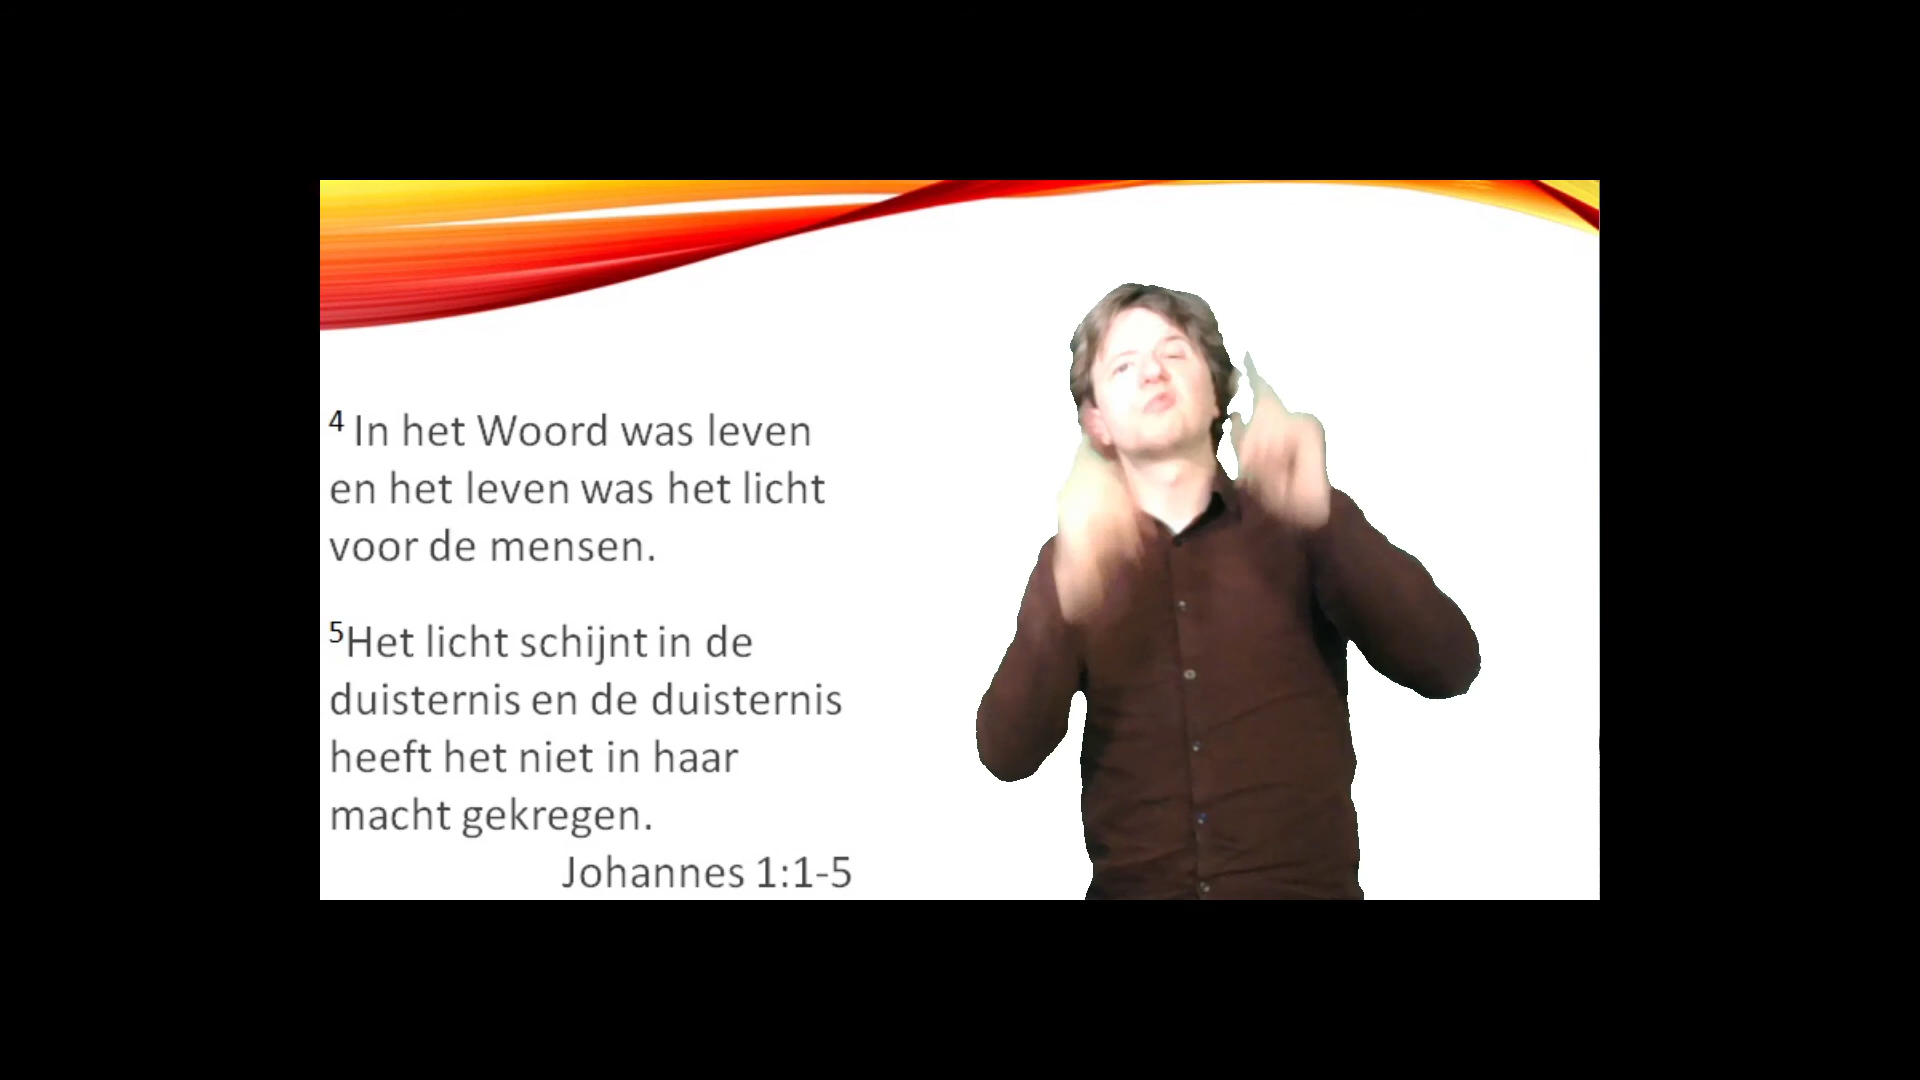 4 In het Woord was leven
en het leven was het licht
voor de mensen.
5Het licht schijnt in de
duisternis en de duisternis
heeft het niet in haar
macht gekregen.
Johannes 1:1-5